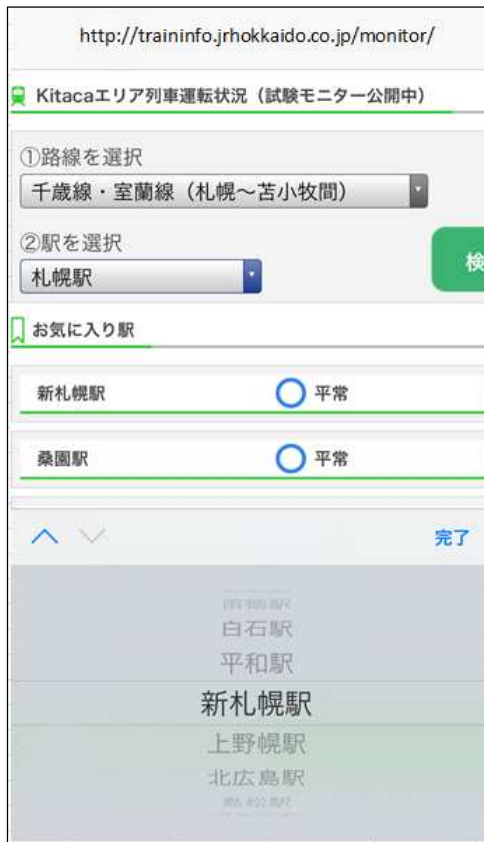 http://traininfo.jrhokkaido.co.jp/monitor/
Kitacaエリア列車運転状況（試験モニター公開中）
①路線を選択
千歳線・室蘭線（札幌～苫小牧間）
②駅を選択
札幌駅
検
お気に入り駅
新札幌駅 平常
桑園駅 平常
完了
白石駅
平和駅
新札幌駅
上野幌駅
北広島駅